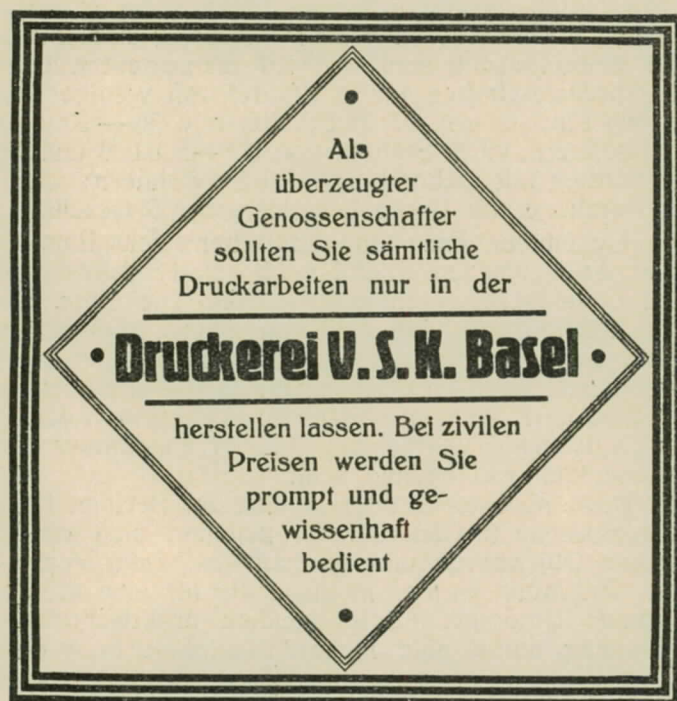 Als
überzeugter
Genossenschafter
sollten Sie sämtliche
Druckarbeiten nur in der
Druckerei V.S.K. Basel
herstellen lassen. Bei zivilen
Preisen werden Sie
prompt und ge-
wissenhaft
bedient